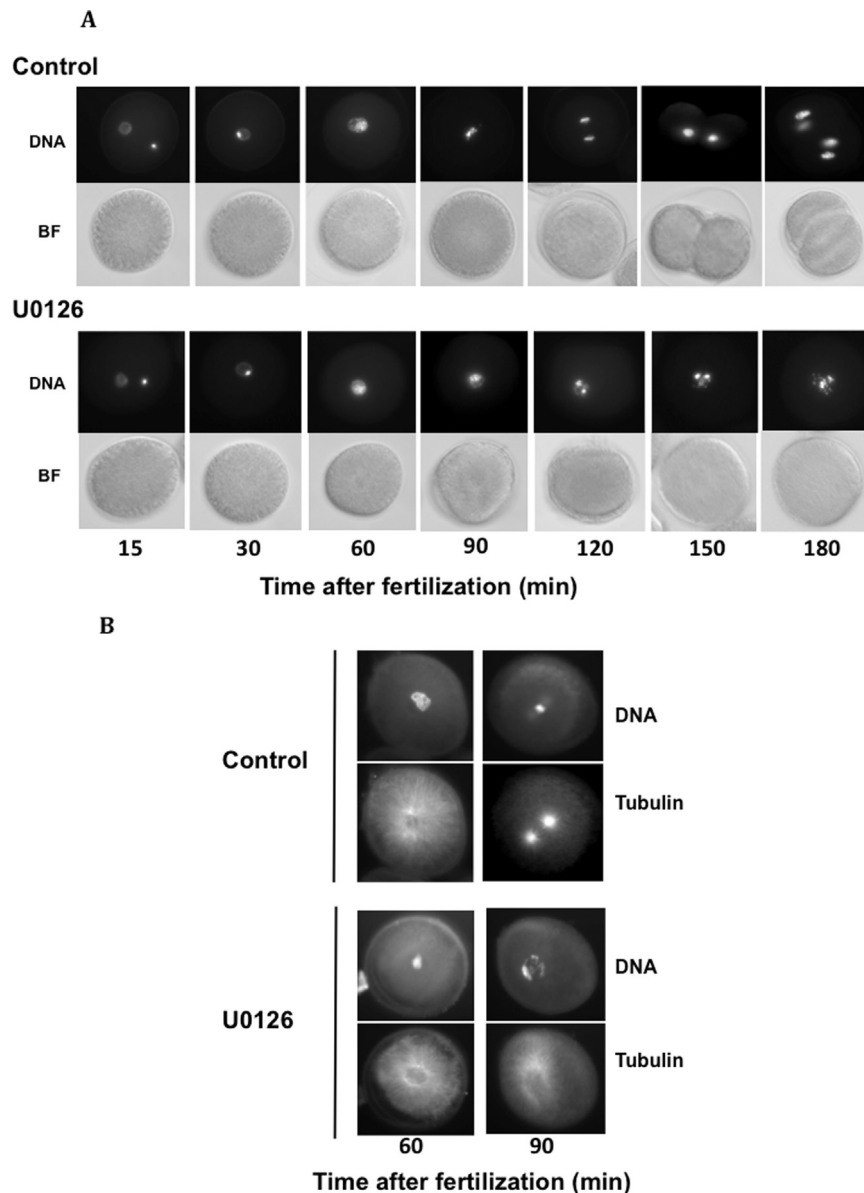 A
Control
DNA
BF
U0126
DNA
BF
15 30 60 90 120 150 180
Time after fertilization (min)
B
Control
DNA
Tubulin
U0126
DNA
Tubulin
60 90
Time after fertilization (min)